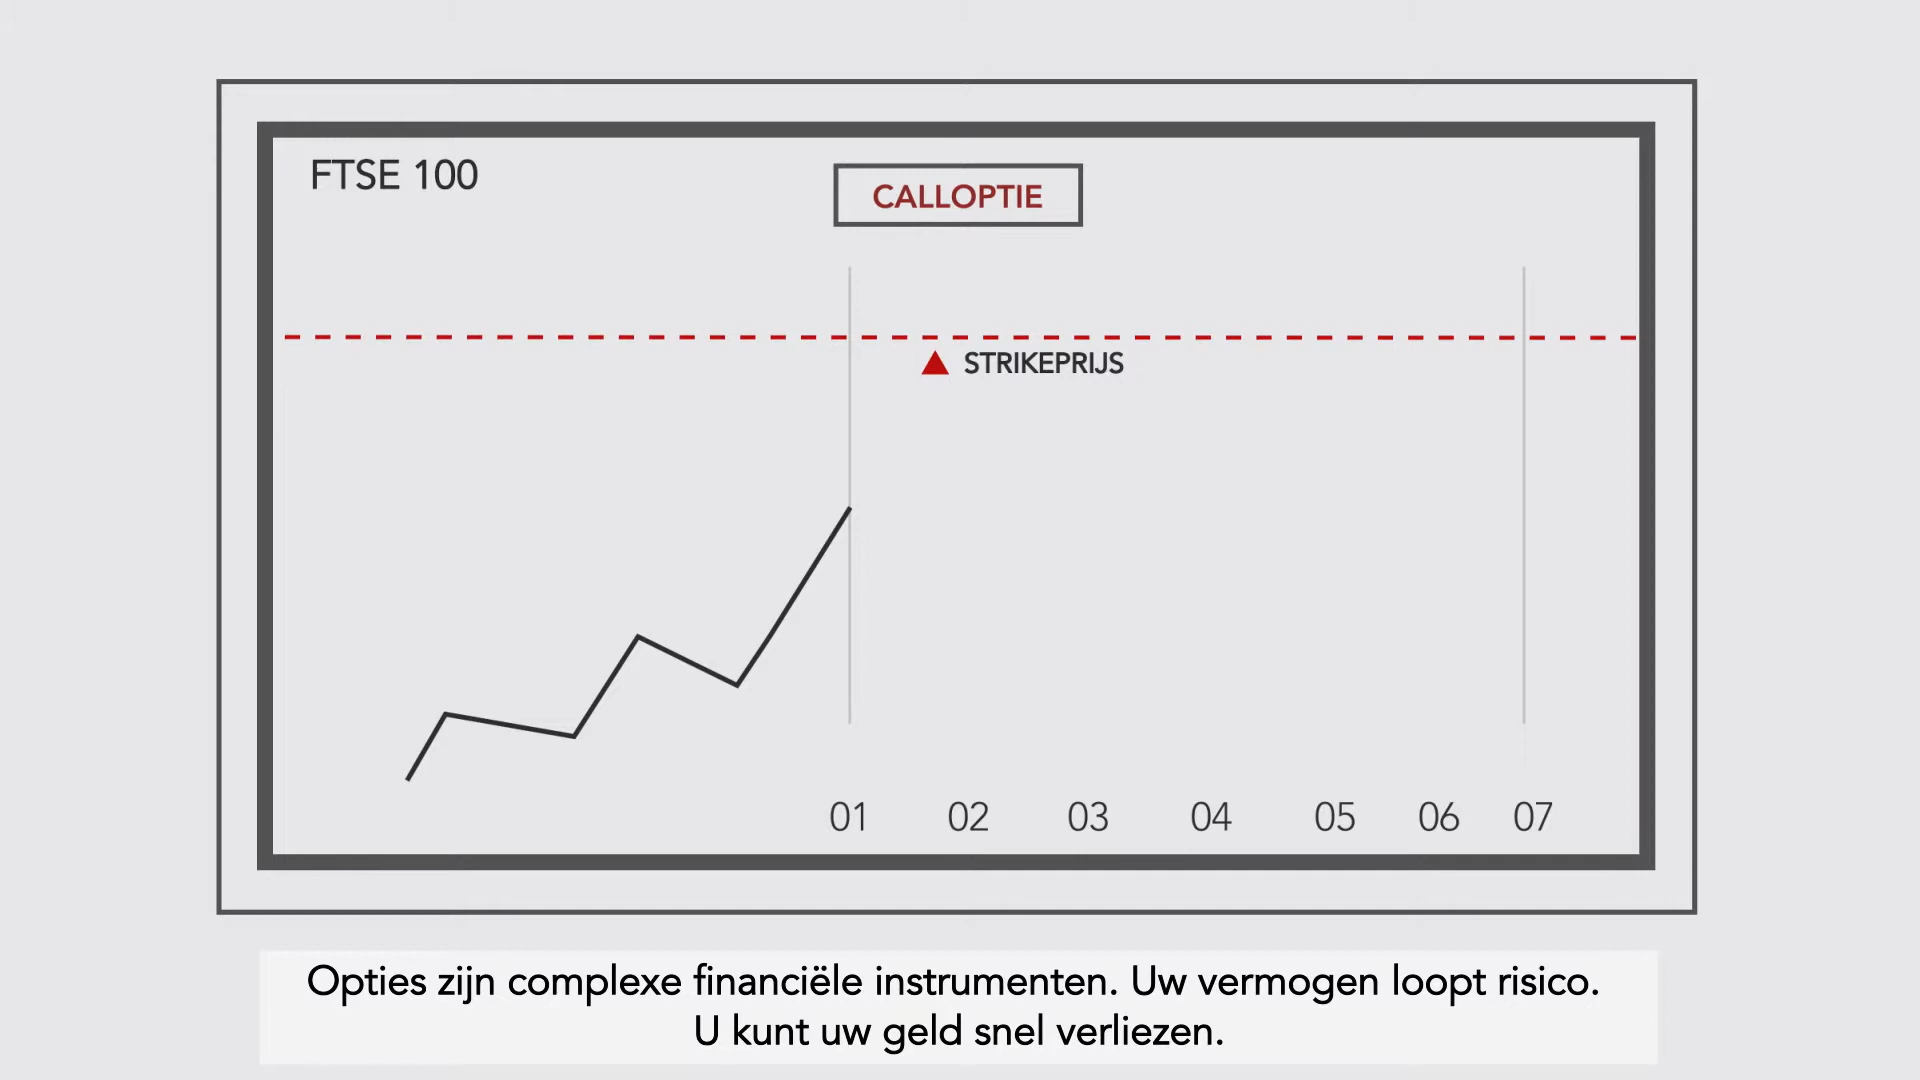 FTSE 100
CALLOPTIE
STRIKEPRIJS
01 02 03 04 05 06 07
Opties zijn complexe financiële instrumenten. Uw vermogen loopt risico.
U kunt uw geld snel verliezen.